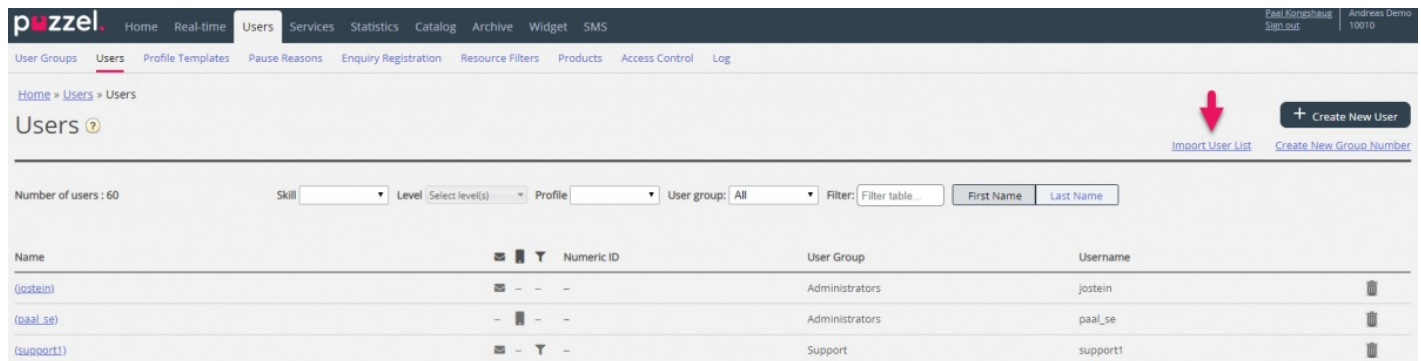 puzzel. Home Real-time Users Services Statistics Catalog Archive Widget SMS
Paal Kongshaug Andreas Demo
Sign out 10010
User Groups Users Profile Templates Pause Reasons Enquiry Registration Resource Filters Products Access Control Log
Home » Users » Users
Users ?
+ Create New User
Import User List Create New Group Number
Number of users : 60 Skill Level Select level(s) Profile User group: All Filter: Filter table... First Name Last Name
Name Numeric ID User Group Username
(jostein) – – – Administrators jostein
(paal_se) – – – Administrators paal_se
(support1) – – Support support1